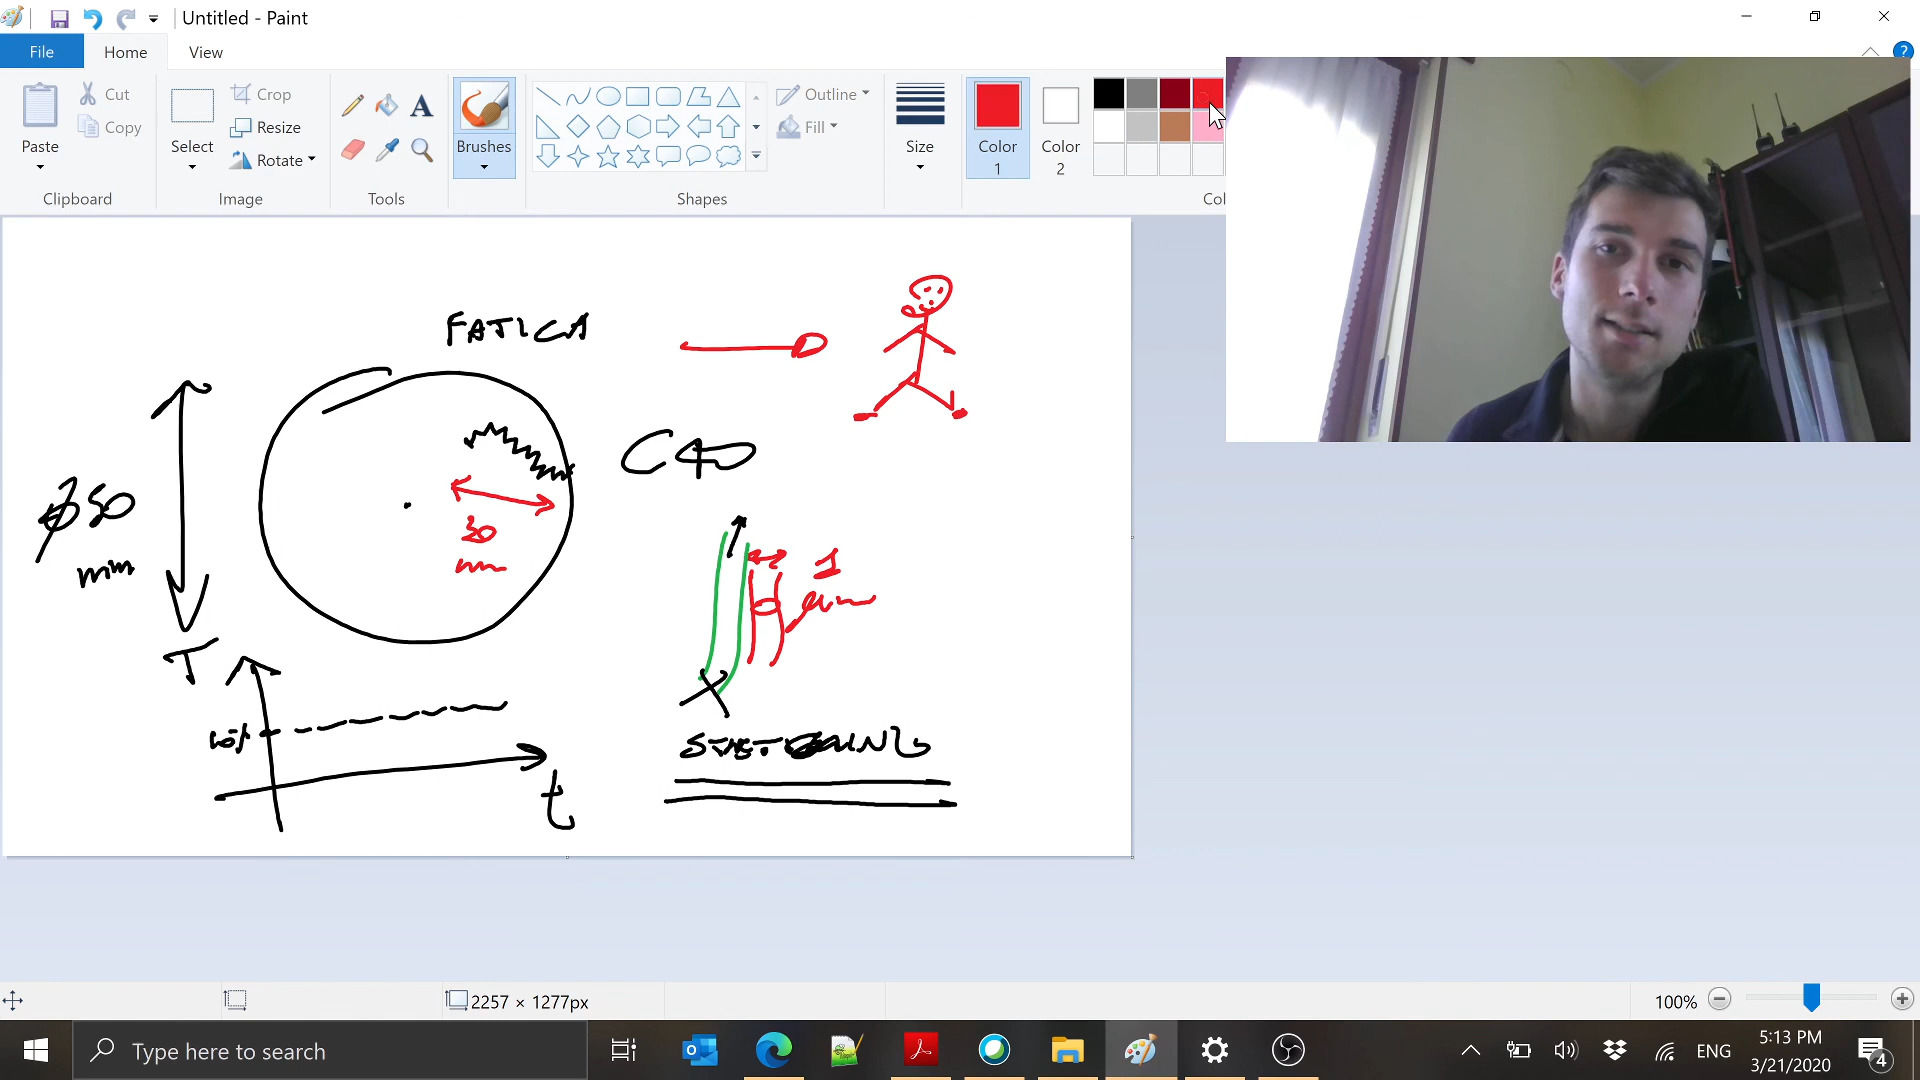 Untitled - Paint
File
Home
View
Paste
Cut
Copy
Clipboard
Select
Crop
Resize
Rotate
Image
Tools
Brushes
Shapes
Outline
Fill
Size
Color 1
Color 2
FATICA
C40
ø50
mm
30
mm
1
T
t
2257 × 1277px
100%
Type here to search
ENG
5:13 PM
3/21/2020
4